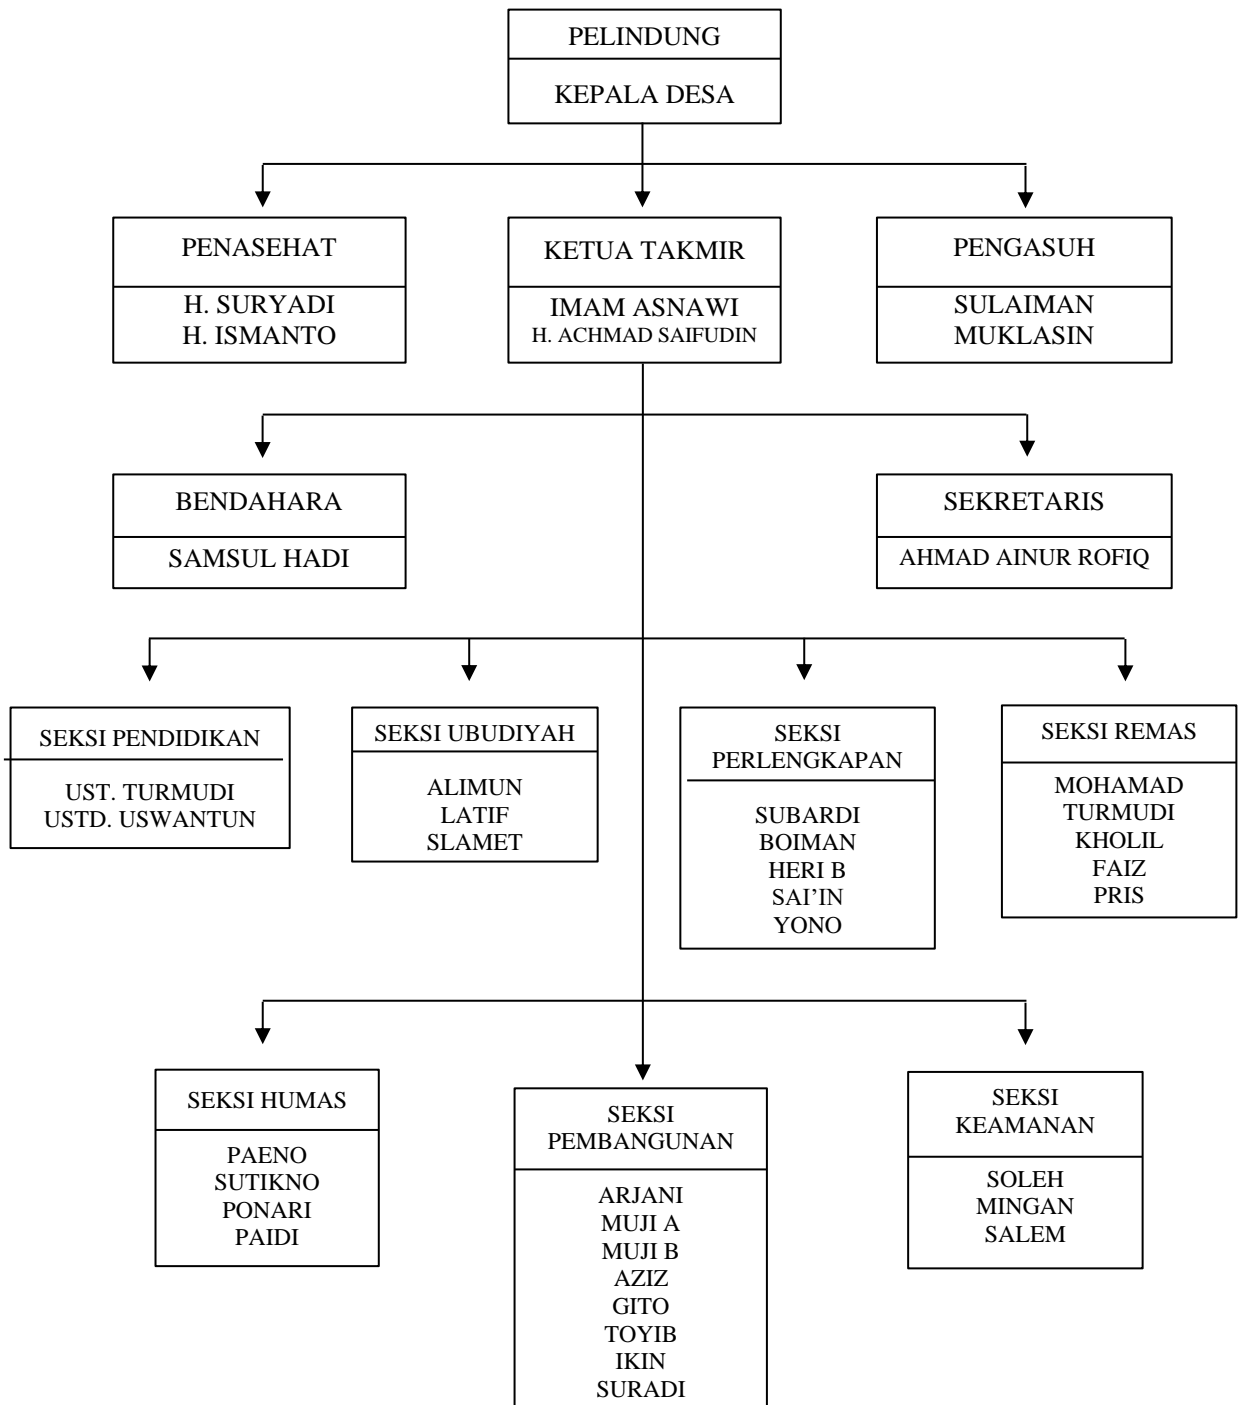 PELINDUNG
KEPALA DESA
PENASEHAT
H. SURYADI
H. ISMANTO
KETUA TAKMIR
IMAM ASNAWI
H. ACHMAD SAIFUDIN
PENGASUH
SULAIMAN
MUKLASIN
BENDAHARA
SAMSUL HADI
SEKRETARIS
AHMAD AINUR ROFIQ
SEKSI PENDIDIKAN
UST. TURMUDI
USTD. USWANTUN
SEKSI UBUDIYAH
ALIMUN
LATIF
SLAMET
SEKSI
PERLENGKAPAN
SUBARDI
BOIMAN
HERI B
SAI’IN
YONO
SEKSI REMAS
MOHAMAD
TURMUDI
KHOLIL
FAIZ
PRIS
SEKSI HUMAS
PAENO
SUTIKNO
PONARI
PAIDI
SEKSI
PEMBANGUNAN
ARJANI
MUJI A
MUJI B
AZIZ
GITO
TOYIB
IKIN
SURADI
SEKSI
KEAMANAN
SOLEH
MINGAN
SALEM